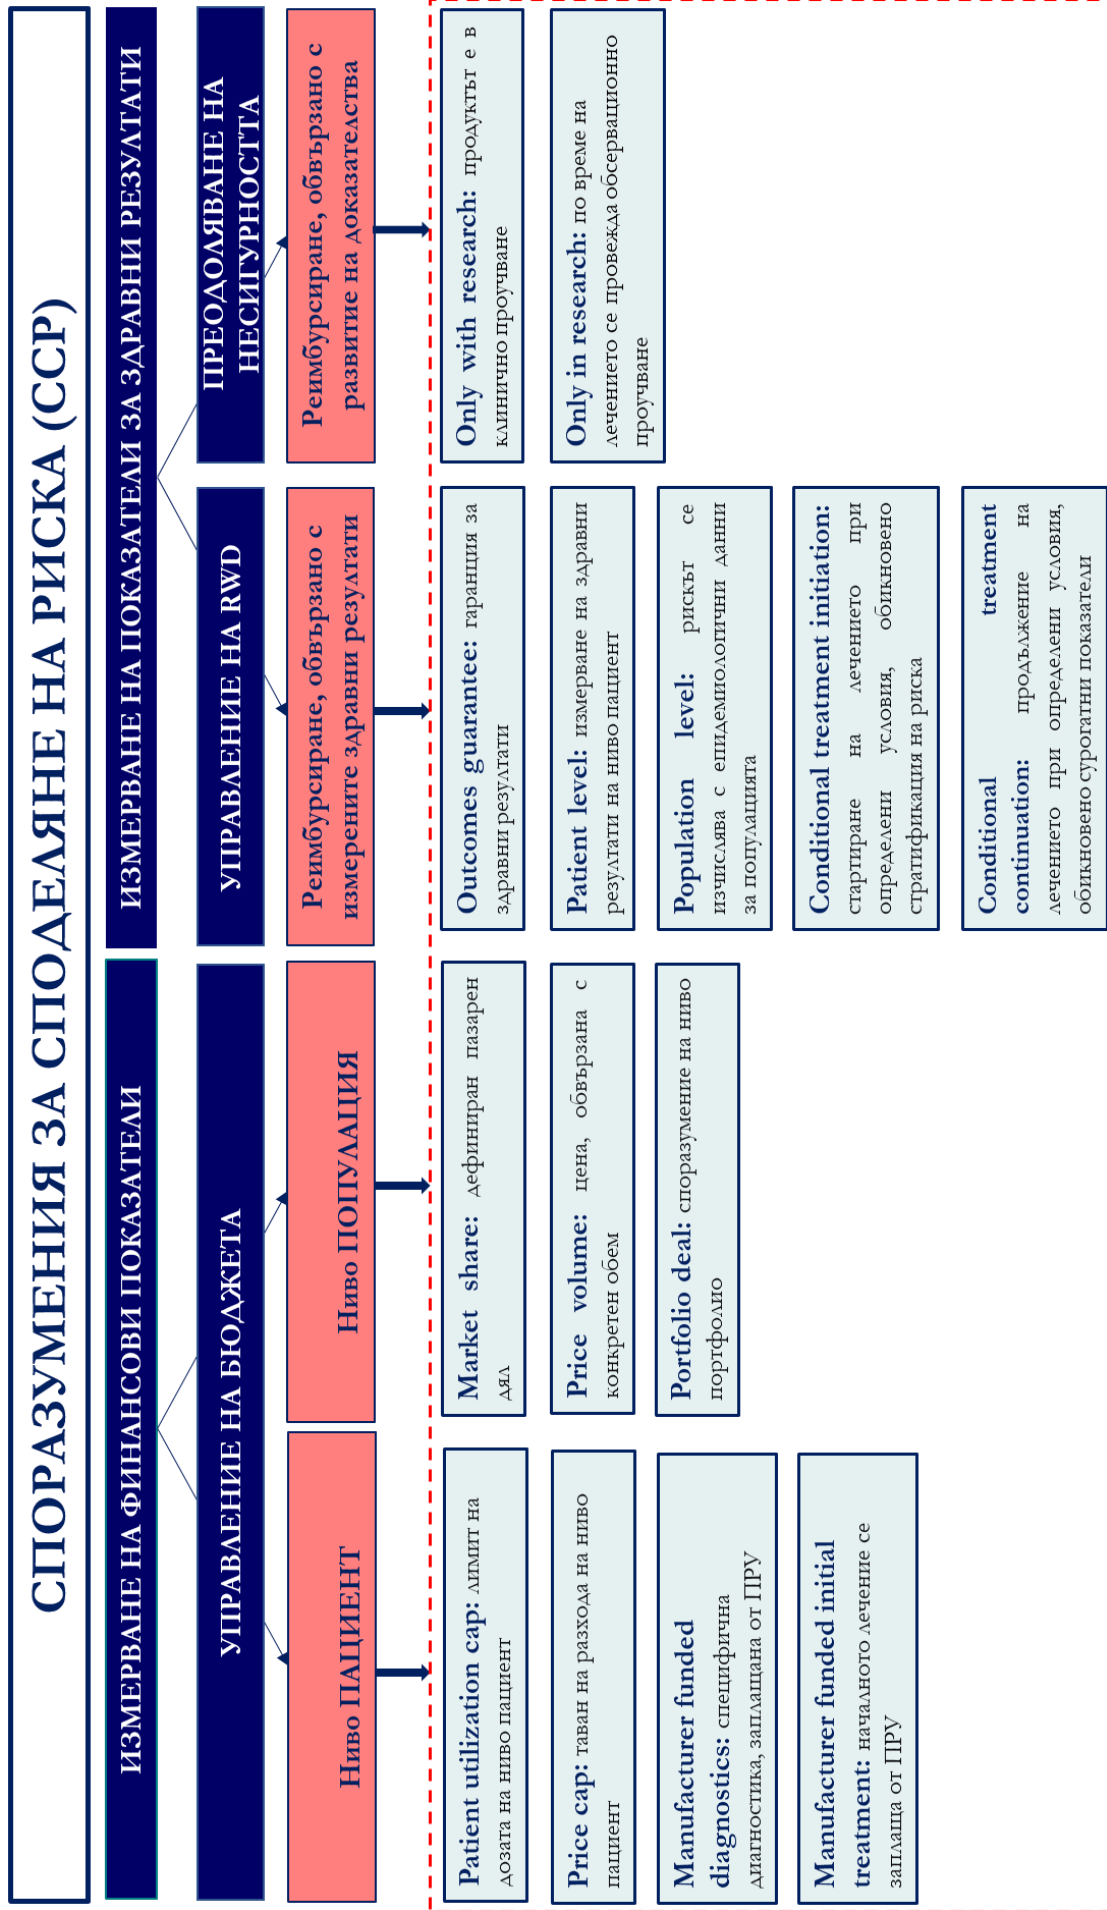 СПОРАЗУМЕНИЯ ЗА СПОДЕЛЯНЕ НА РИСКА (ССР)
ИЗМЕРВАНЕ НА ФИНАНСОВИ ПОКАЗАТЕЛИ
ИЗМЕРВАНЕ НА ПОКАЗАТЕЛИ ЗА ЗДРАВНИ РЕЗУЛТАТИ
УПРАВЛЕНИЕ НА БЮДЖЕТА
УПРАВЛЕНИЕ НА RWD
ПРЕОДОЛЯВАНЕ НА
НЕСИГУРНОСТТА
Ниво ПАЦИЕНТ
Ниво ПОПУЛАЦИЯ
Реимбурсиране, обвързано с
измерените здравни резултати
Реимбурсиране, обвързано с
развитие на доказателства
Patient utilization cap: лимит на
дозата на ниво пациент
Price cap: таван на разхода на ниво
пациент
Manufacturer funded
diagnostics: специфична
диагностика, заплащана от ПРУ
Manufacturer funded initial
treatment: началното лечение се
заплаща от ПРУ
Market share: дефиниран пазарен
дял
Price volume: цена, обвързана с
конкретен обем
Portfolio deal: споразумение на ниво
портфолио
Outcomes guarantee: гаранция за
здравни резултати
Patient level: измерване на здравни
резултати на ниво пациент
Population level: рискът се
изчислява с епидемиологични данни
за популацията
Conditional treatment initiation:
стартиране на лечението при
определени условия, обикновено
стратификация на риска
Conditional treatment
continuation: продължение на
лечението при определени условия,
обикновено сурогатни показатели
Only with research: продуктът е в
клинично проучване
Only in research: по време на
лечението се провежда обсервационно
проучване